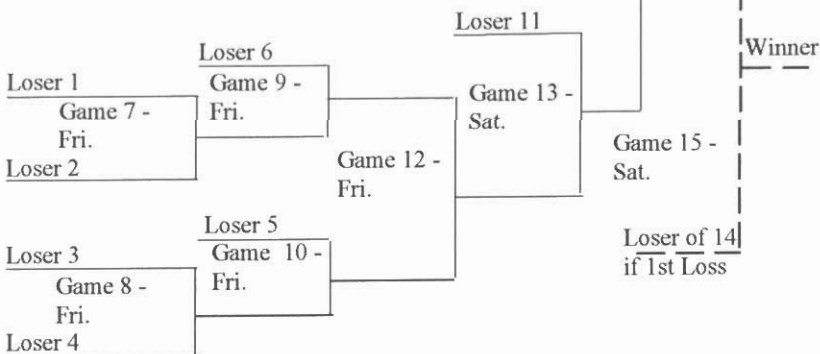 Loser 11
Winner
Loser 6
Loser 1
Game 9 -
Fri.
Game 13 -
Sat.
Game 7 -
Fri.
Game 15 -
Sat.
Game 12 -
Fri.
Loser 2
Loser 5
Loser of 14
if 1st Loss
Loser 3
Game 10 -
Fri.
Game 8 -
Fri.
Loser 4